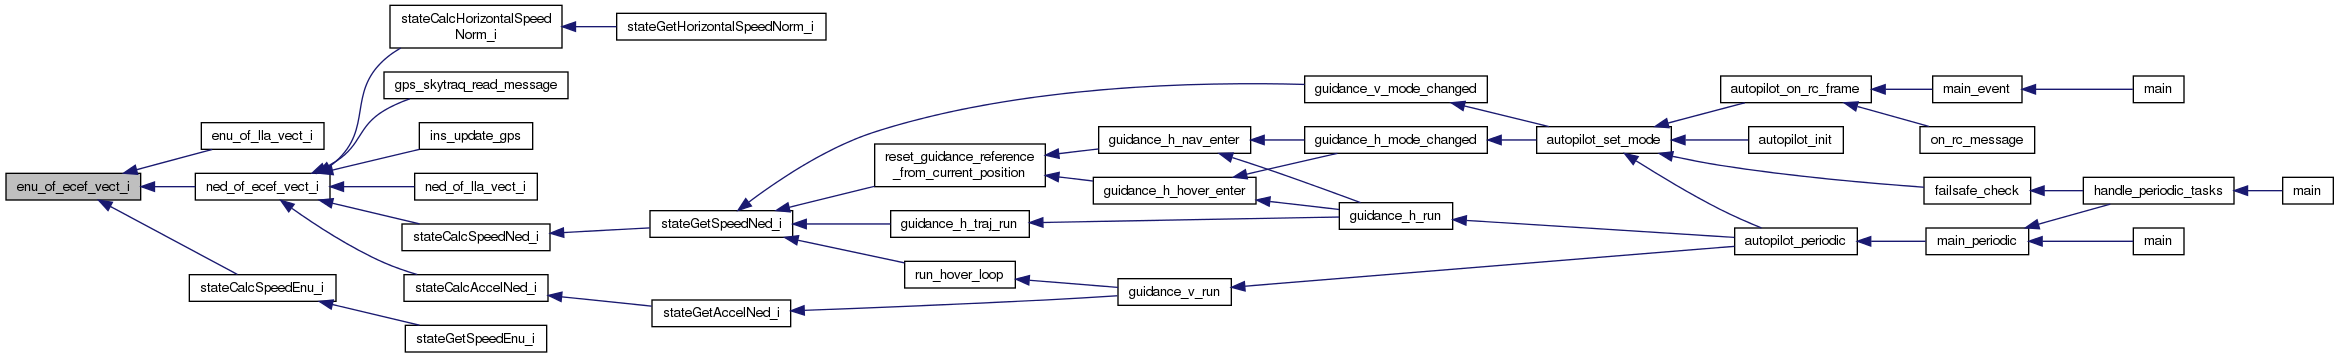 enu_of_ecef_vect_i
enu_of_lla_vect_i
ned_of_ecef_vect_i
stateCalcSpeedEnu_i
stateCalcHorizontalSpeed
Norm_i
gps_skytraq_read_message
ins_update_gps
ned_of_lla_vect_i
stateCalcSpeedNed_i
stateCalcAccelNed_i
stateGetSpeedEnu_i
stateGetHorizontalSpeedNorm_i
stateGetSpeedNed_i
stateGetAccelNed_i
reset_guidance_reference
_from_current_position
guidance_h_traj_run
run_hover_loop
guidance_h_nav_enter
guidance_h_hover_enter
guidance_v_run
guidance_v_mode_changed
guidance_h_mode_changed
guidance_h_run
autopilot_set_mode
autopilot_on_rc_frame
autopilot_init
autopilot_periodic
main_event
on_rc_message
failsafe_check
main_periodic
main
handle_periodic_tasks
main
main